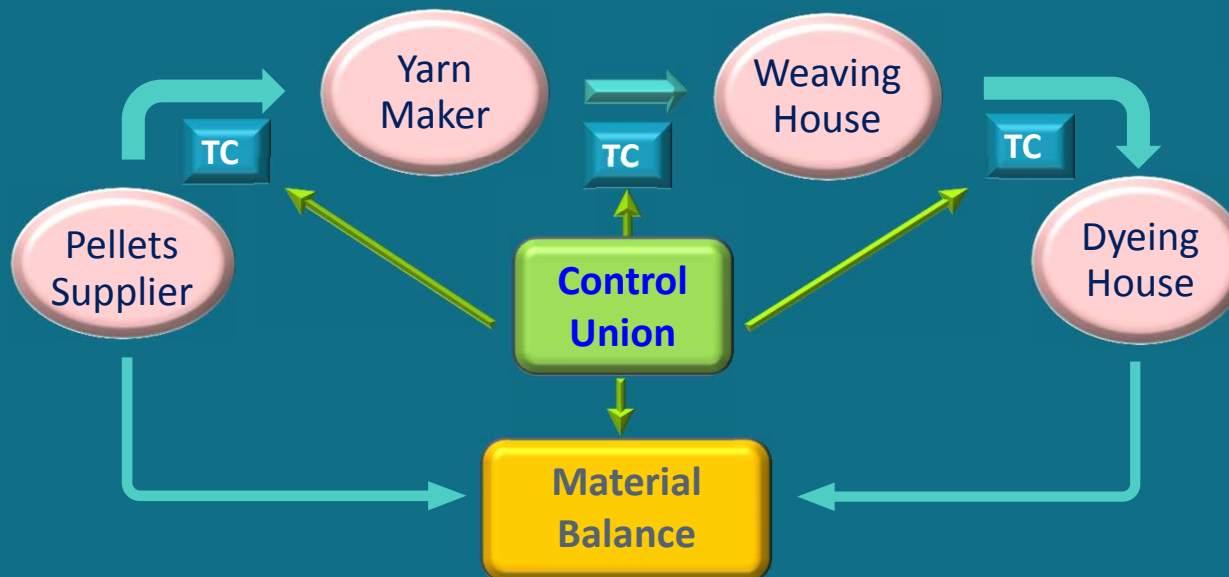 Yarn
Maker
Weaving
House
TC
TC
TC
Pellets
Supplier
Control
Union
Dyeing
House
Material
Balance